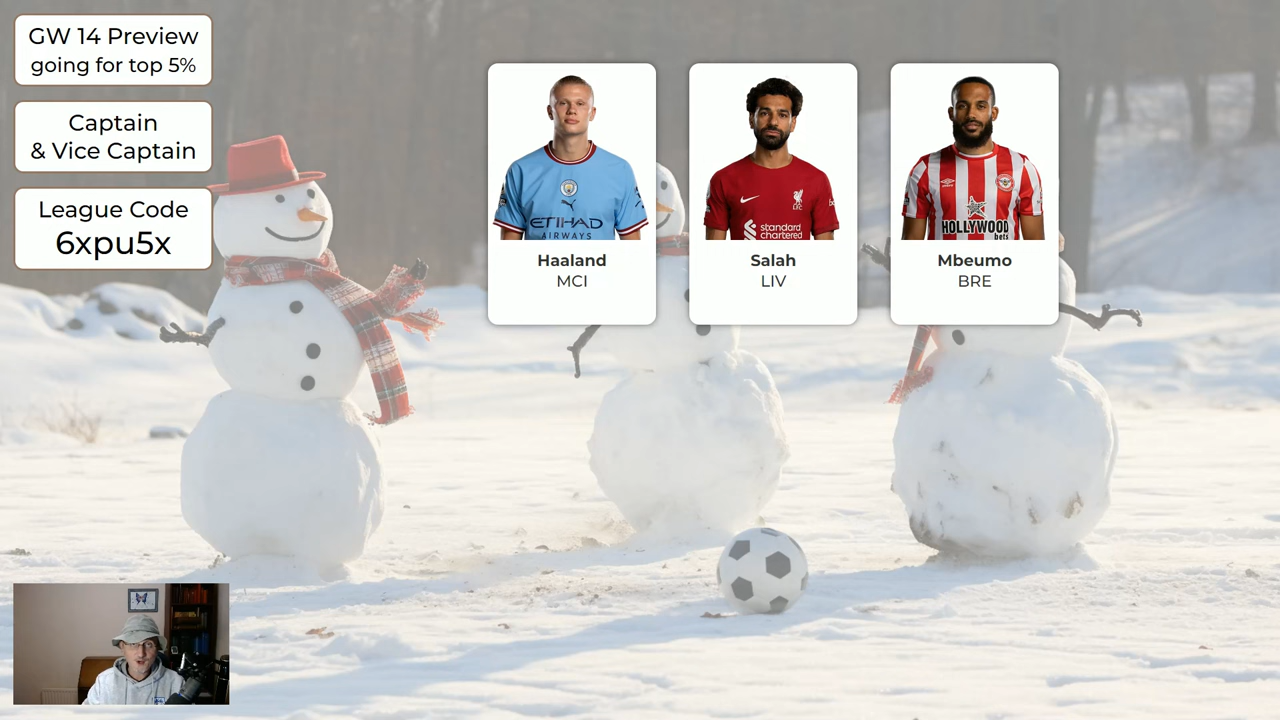 GW 14 Preview
going for top 5%
Captain
& Vice Captain
League Code
6xpu5x
ETIHAD
AIRWAYS
Haaland
MCI
standard
chartered
Salah
LIV
HOLLYWOOD
bets
Mbeumo
BRE